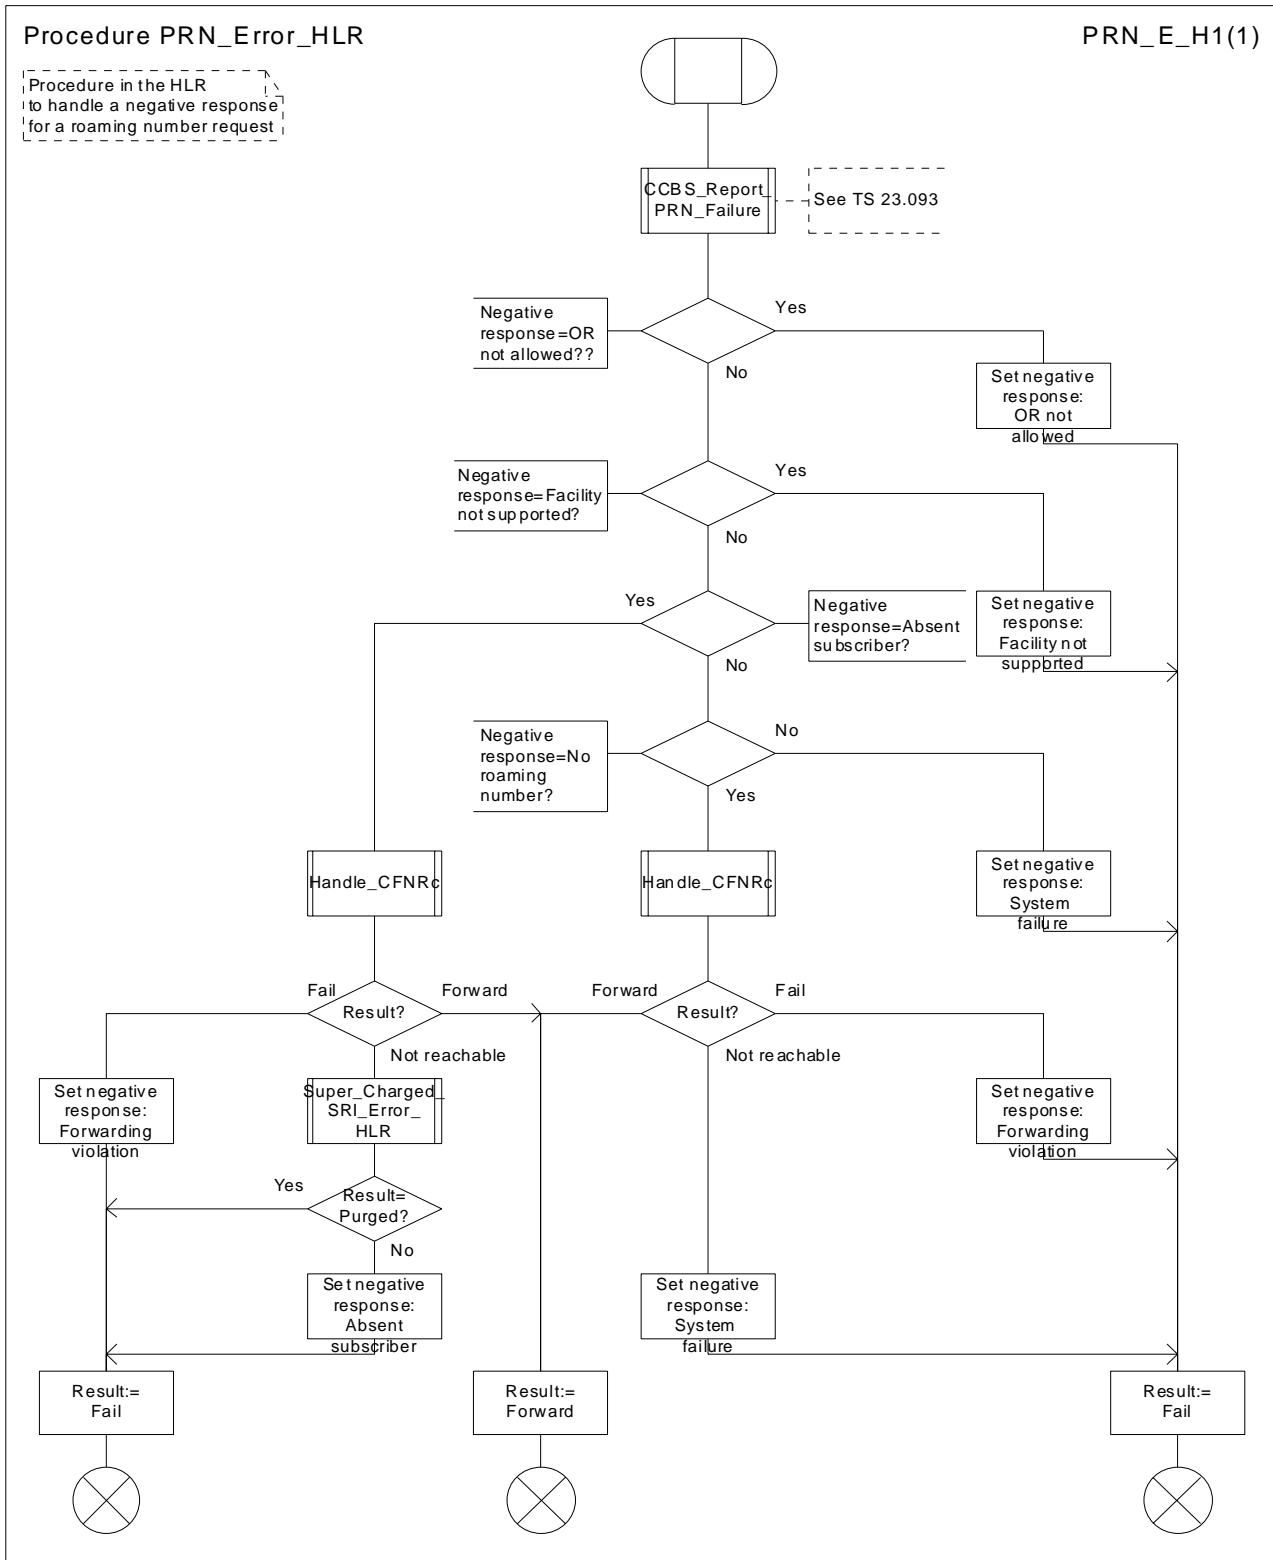 Procedure PRN_Error_HLR
PRN_E_H1(1)
Procedure in the HLR
to handle a negative response
for a roaming number request
CCBS_Report_
PRN_Failure
See TS 23.093
Negative
response=OR
not allowed??
Yes
No
Set negative
response:
OR not
allowed
Negative
response=Facility
not supported?
Yes
No
Set negative
response:
Facility not
supported
Yes
Negative
response=Absent
subscriber?
No
Negative
response=No
roaming
number?
No
Yes
Set negative
response:
System
failure
Handle_CFNRc
Handle_CFNRc
Fail
Result?
Forward
Not reachable
Forward
Result?
Fail
Not reachable
Set negative
response:
Forwarding
violation
Super_Charged_
SRI_Error_
HLR
Set negative
response:
Forwarding
violation
Yes
Result=
Purged?
No
Set negative
response:
Absent
subscriber
Set negative
response:
System
failure
Result:=
Fail
Result:=
Forward
Result:=
Fail